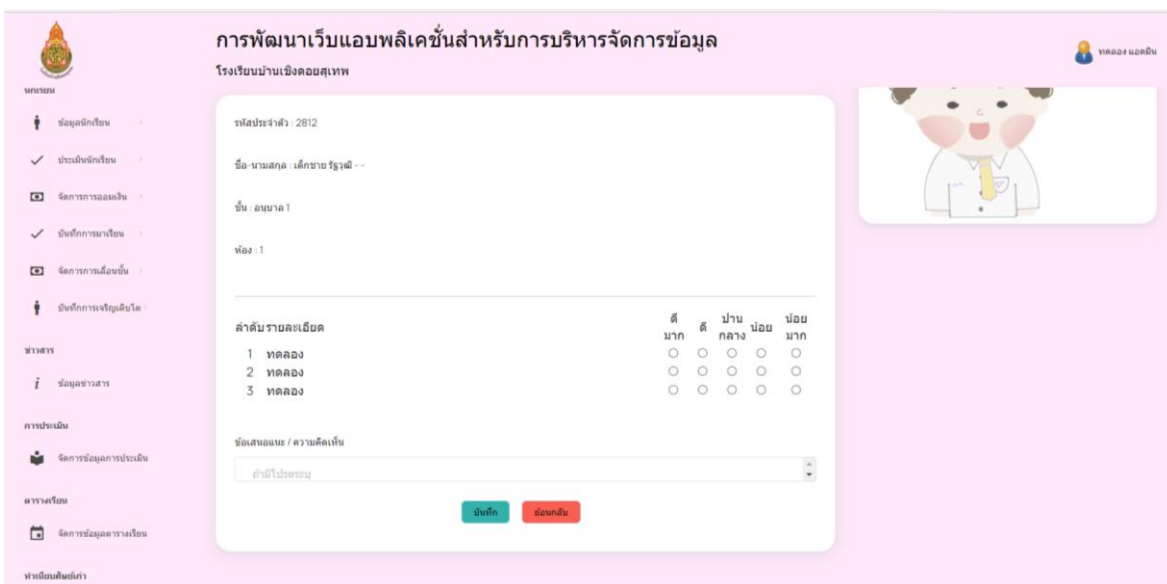 การพัฒนาเว็บแอบพลิเคชั่นสำหรับการบริหารจัดการข้อมูล
โรงเรียนบ้านเชิงดอยสุเทพ
ทดลอง แอดมิน
นักเรียน
ข้อมูลนักเรียน
ประเมินนักเรียน
จัดการการออมเงิน
บันทึกการมาเรียน
จัดการการเลื่อนชั้น
บันทึกการเจริญเติบโต
ข่าวสาร
ข้อมูลข่าวสาร
การประเมิน
จัดการข้อมูลการประเมิน
ตารางเรียน
จัดการข้อมูลตารางเรียน
ทำเนียบศิษย์เก่า
รหัสประจำตัว : 2812
ชื่อ-นามสกุล : เด็กชาย รัฐวุฒิ - -
ชั้น : อนุบาล 1
ห้อง : 1
ลำดับ รายละเอียด ดีมาก ดี ปานกลาง น้อย น้อยมาก
1 ทดลอง
2 ทดลอง
3 ทดลอง
ข้อเสนอแนะ / ความคิดเห็น
ถ้ามีโปรดระบุ
บันทึก ย้อนกลับ